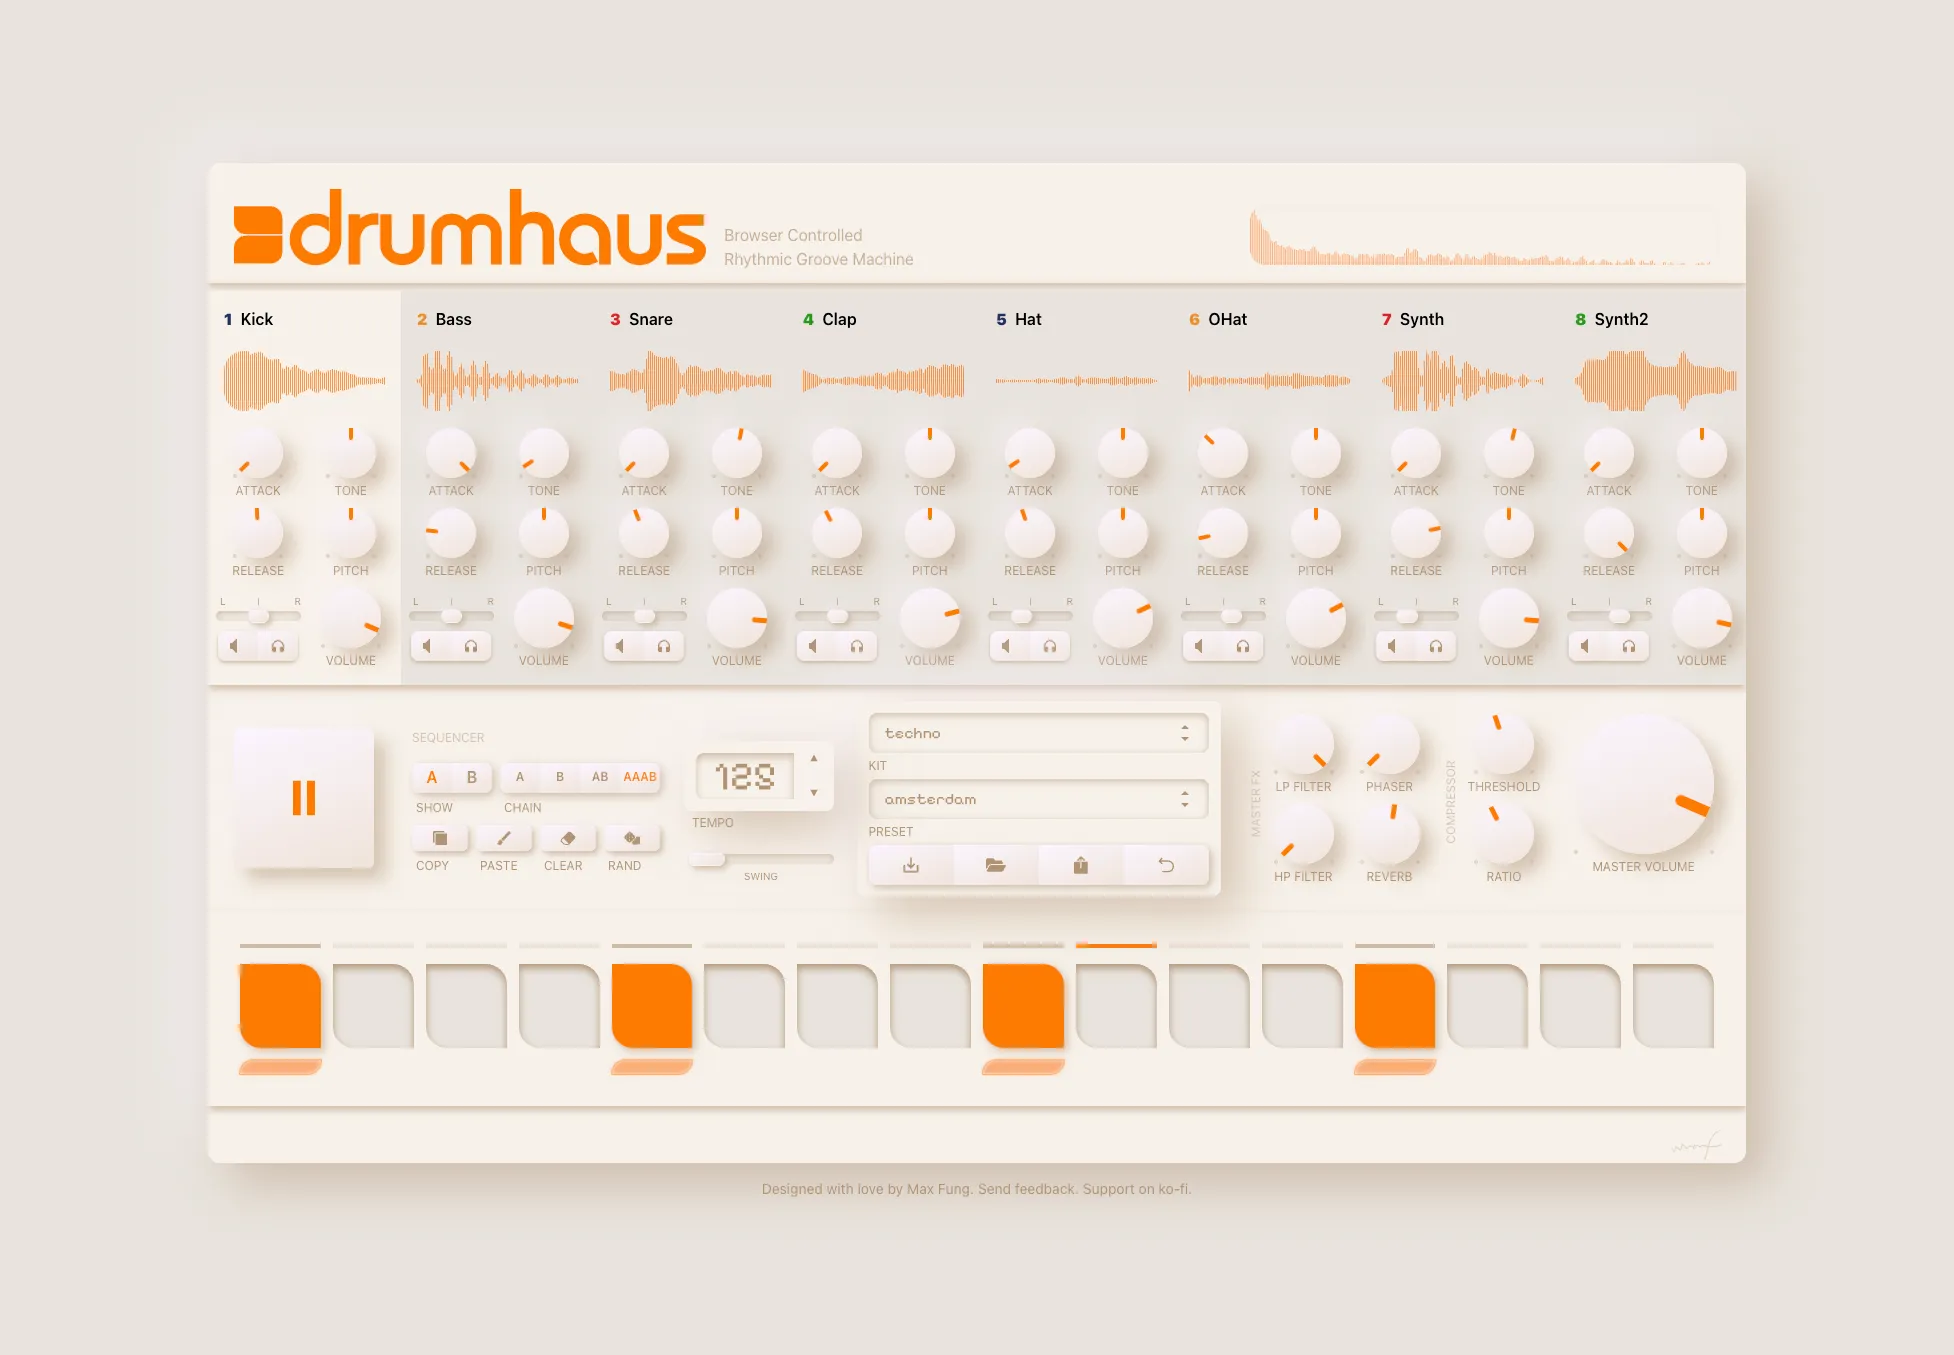 drumhaus
Browser Controlled
Rhythmic Groove Machine
1 Kick
2 Bass
3 Snare
4 Clap
5 Hat
6 OHat
7 Synth
8 Synth2
ATTACK TONE ATTACK TONE ATTACK TONE ATTACK TONE ATTACK TONE ATTACK TONE ATTACK TONE ATTACK TONE
RELEASE PITCH RELEASE PITCH RELEASE PITCH RELEASE PITCH RELEASE PITCH RELEASE PITCH RELEASE PITCH RELEASE PITCH
L R L R L R L R L R L R L R L R
VOLUME VOLUME VOLUME VOLUME VOLUME VOLUME VOLUME VOLUME
SEQUENCER
A B A B AB AAAB
SHOW CHAIN
COPY PASTE CLEAR RAND
128
TEMPO
SWING
techno
KIT
amsterdam
PRESET
MASTER FX
LP FILTER PHASER
HP FILTER REVERB
COMPRESSOR
THRESHOLD
RATIO
MASTER VOLUME
Designed with love by Max Fung. Send feedback. Support on ko-fi.